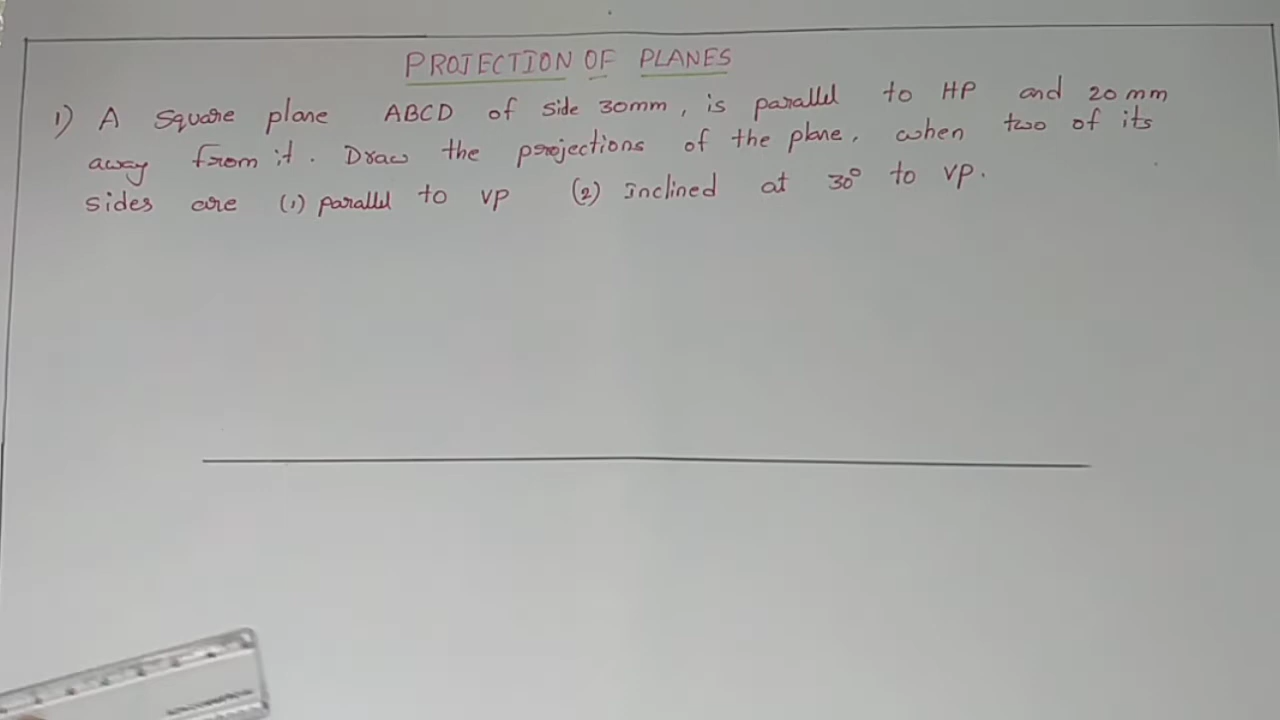 PROJECTION OF PLANES
1) A square plane ABCD of side 30mm, is parallel to HP and 20 mm
away from it. Draw the projections of the plane, when two of its
sides are (1) parallel to VP (2) Inclined at 30° to VP.